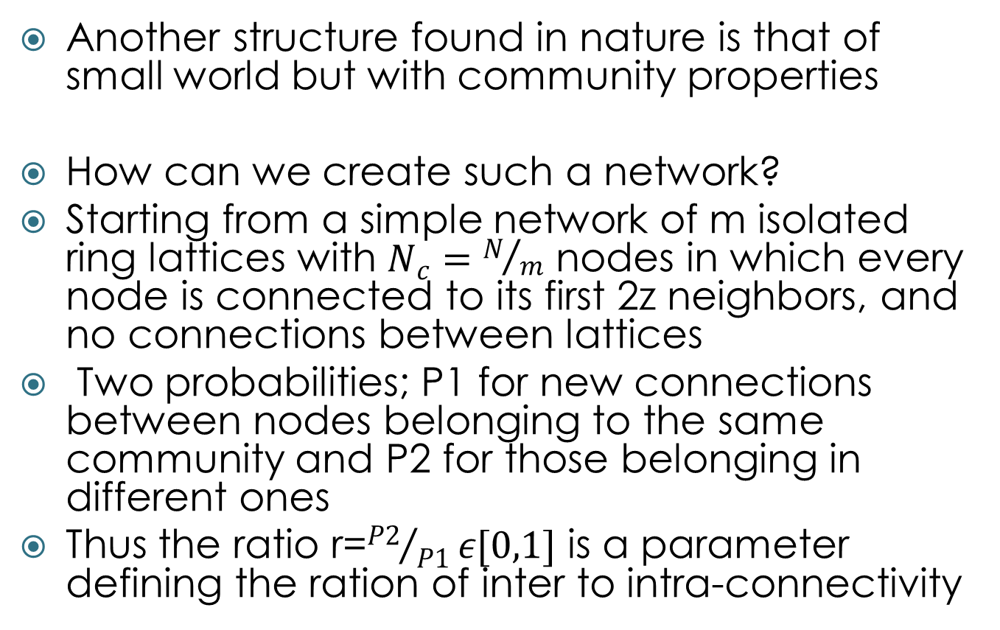 Another structure found in nature is that of
small world but with community properties
How can we create such a network?
Starting from a simple network of m isolated
ring lattices with N_c = N/m nodes in which every
node is connected to its first 2z neighbors, and
no connections between lattices
Two probabilities; P1 for new connections
between nodes belonging to the same
community and P2 for those belonging in
different ones
Thus the ratio r=P2/P1 ϵ[0,1] is a parameter
defining the ration of inter to intra-connectivity